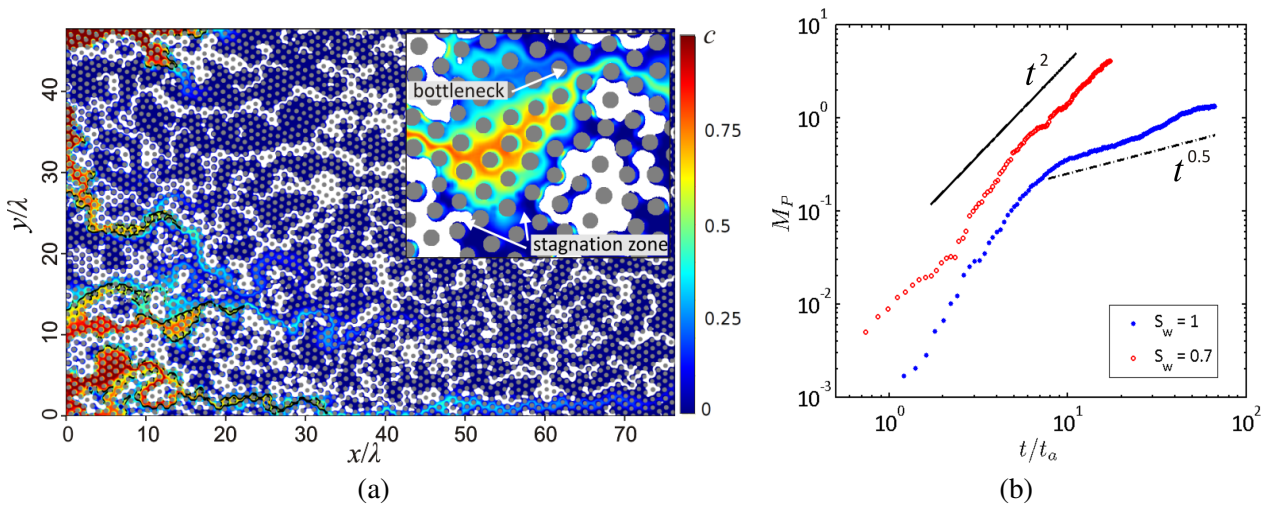 c
40
30
20
10
0
y/λ
bottleneck
stagnation zone
0.75
0.5
0.25
0
0 10 20 30 40 50 60 70
x/λ
(a)
10^1
10^0
10^-1
10^-2
10^-3
M_P
t^2
t^0.5
S_w = 1
S_w = 0.7
10^0 10^1 10^2
t/t_a
(b)